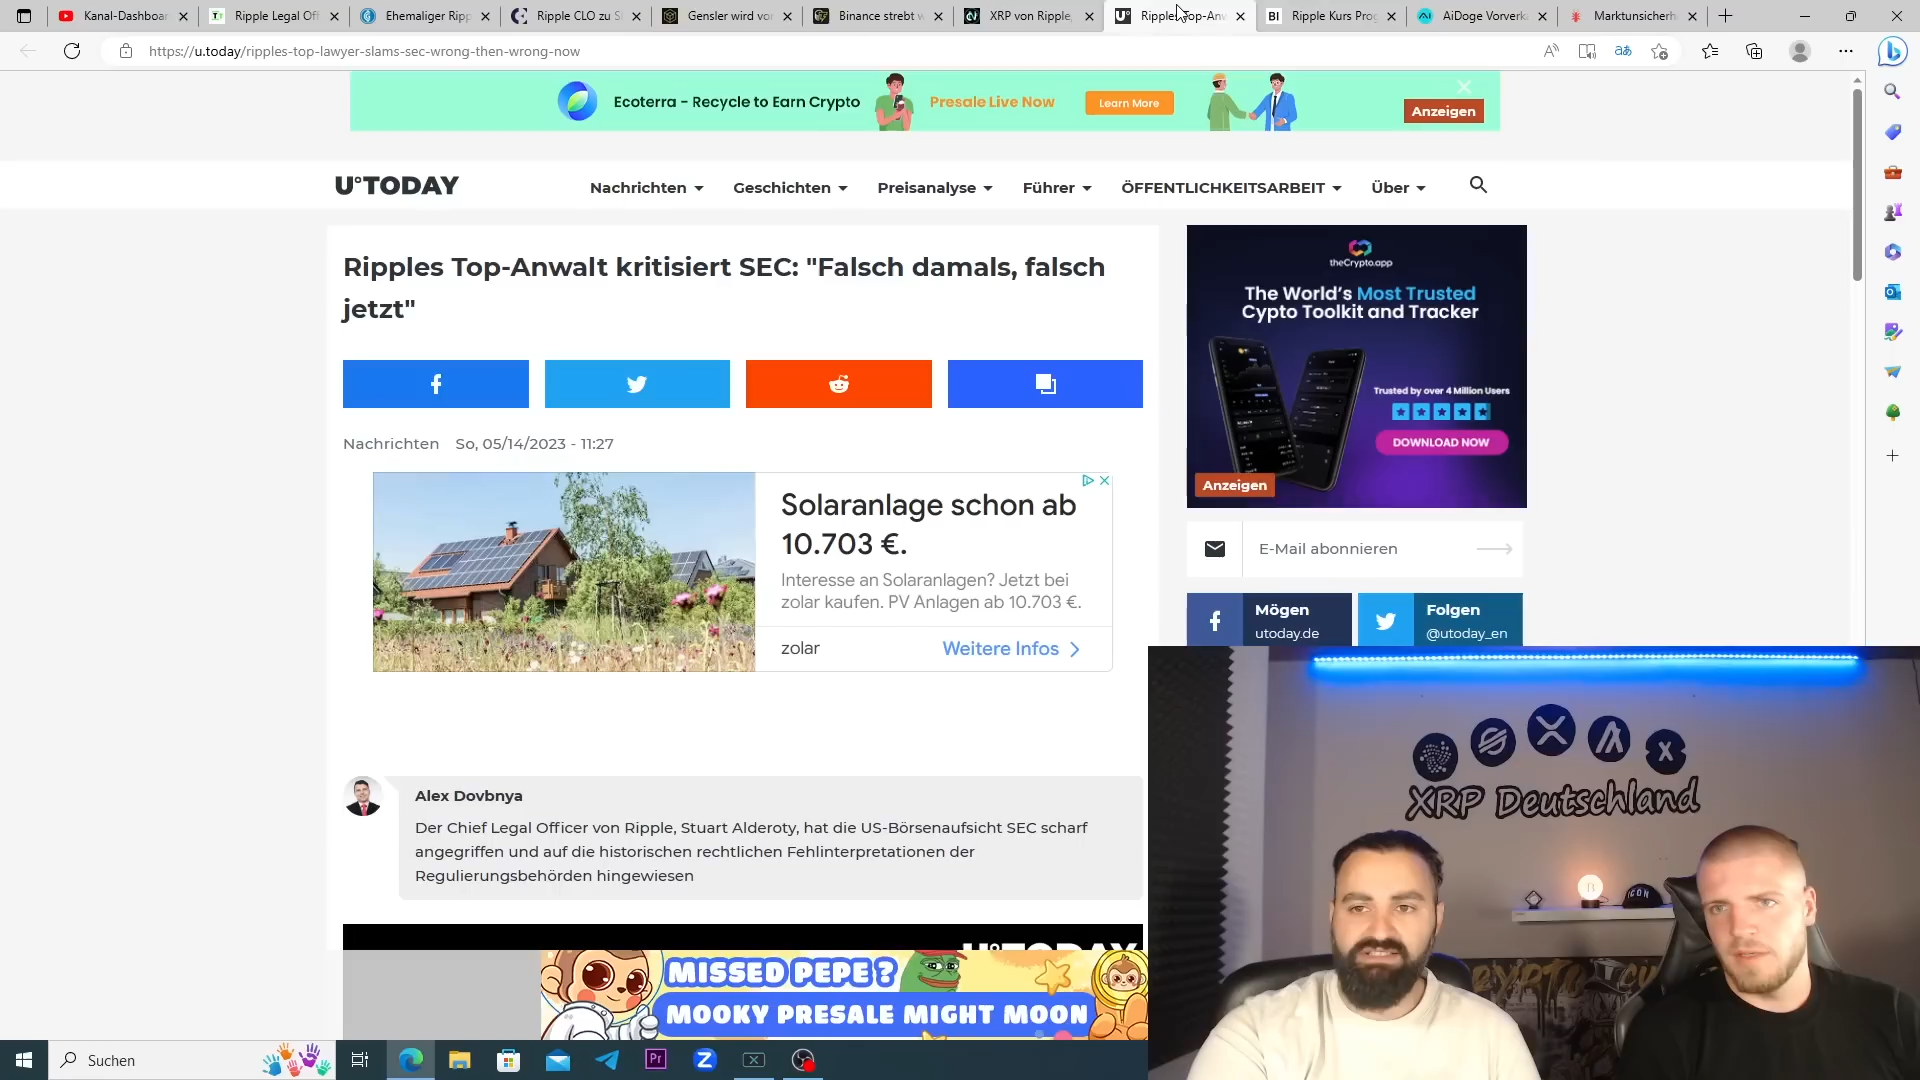 Kanal-Dashboar
Ripple Legal Off
Ehemaliger Ripp
Ripple CLO zu S
Gensler wird vor
Binance strebt w
XRP von Ripple,
Ripples Top-Anw
Ripple Kurs Prog
AiDoge Vorverka
Marktunsicherh
https://u.today/ripples-top-lawyer-slams-sec-wrong-then-wrong-now
Ecoterra - Recycle to Earn Crypto
Presale Live Now
Learn More
Anzeigen
U°TODAY
Nachrichten
Geschichten
Preisanalyse
Führer
ÖFFENTLICHKEITSARBEIT
Über
Ripples Top-Anwalt kritisiert SEC: "Falsch damals, falsch
jetzt"
Nachrichten So, 05/14/2023 - 11:27
Solaranlage schon ab
10.703 €.
Interesse an Solaranlagen? Jetzt bei
zolar kaufen. PV Anlagen ab 10.703 €.
zolar
Weitere Infos
Alex Dovbnya
Der Chief Legal Officer von Ripple, Stuart Alderoty, hat die US-Börsenaufsicht SEC scharf
angegriffen und auf die historischen rechtlichen Fehlinterpretationen der
Regulierungsbehörden hingewiesen
U°TODAY
MISSED PEPE?
MOOKY PRESALE MIGHT MOON
theCrypto.app
The World's Most Trusted
Cypto Toolkit and Tracker
Trusted by over 4 Million Users
DOWNLOAD NOW
Anzeigen
E-Mail abonnieren
Mögen
utoday.de
Folgen
@utoday_en
XRP Deutschland
ICON
Suchen